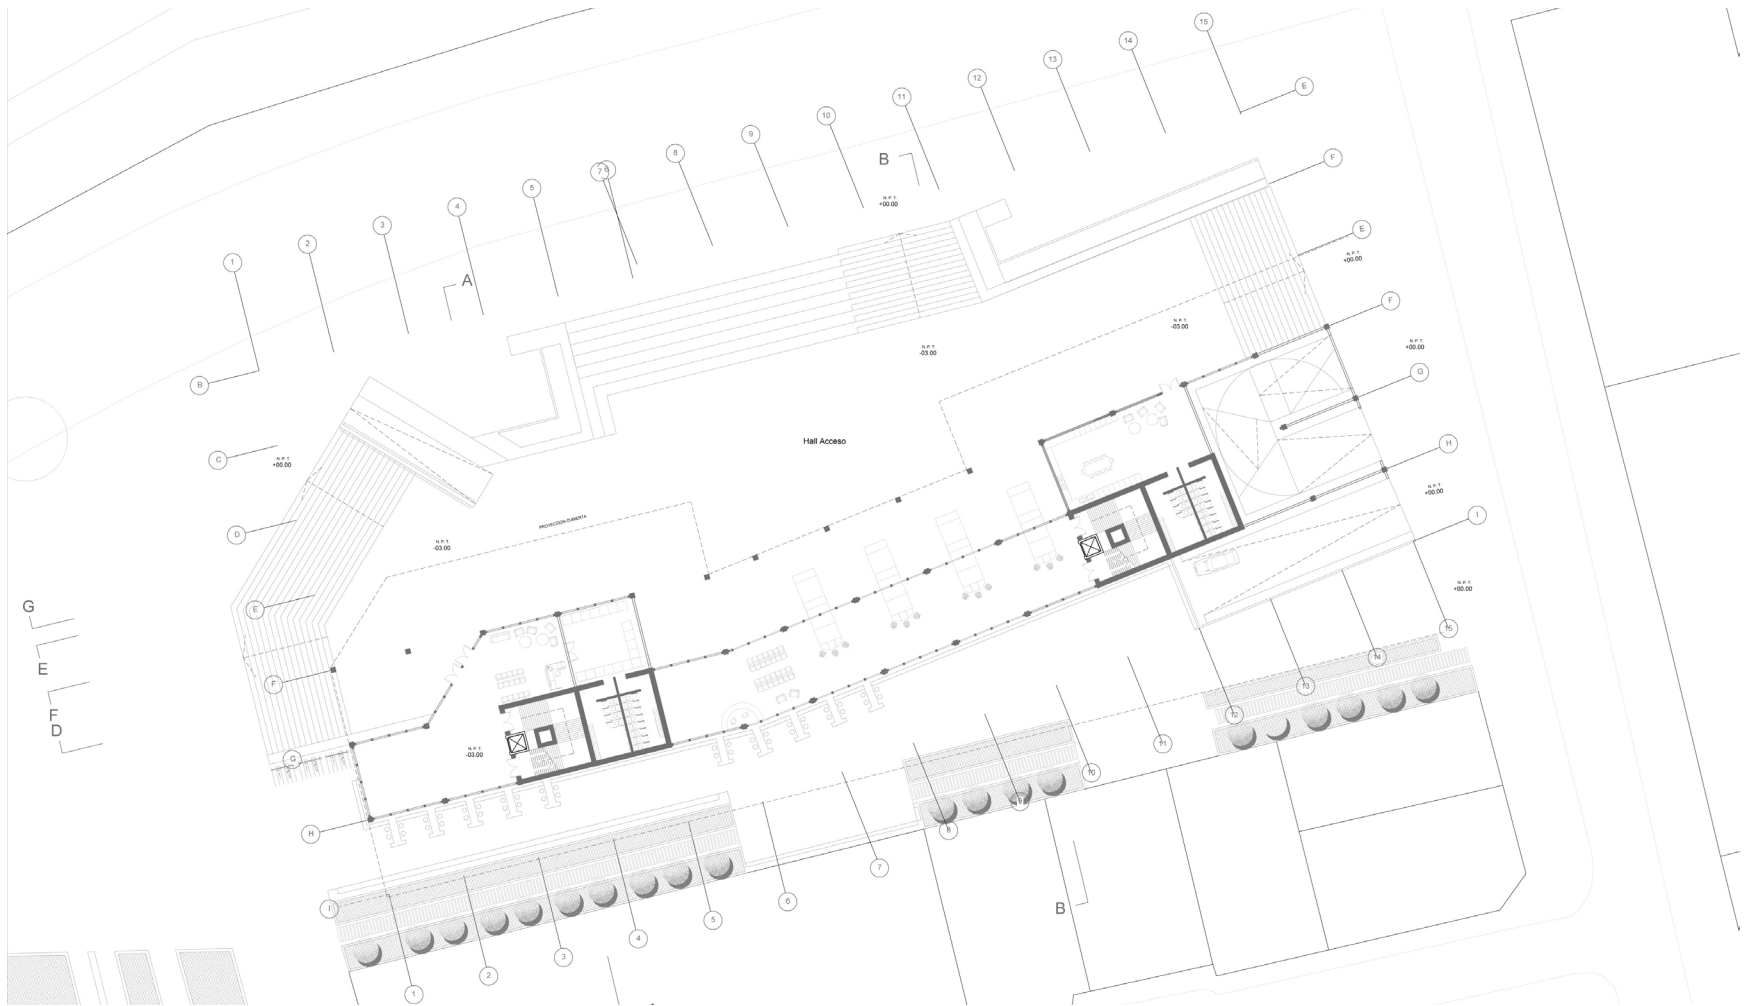 15
14
E
13
12
11
10
9
B
F
8
7
6
5
N.P.T.
+00.00
4
3
E
2
N.P.T.
+00.00
1
A
F
N.P.T.
-03.00
N.P.T.
-03.00
N.P.T.
+00.00
B
G
Hall Acceso
H
C
N.P.T.
+00.00
N.P.T.
+00.00
I
PROYECCION CUBIERTA
D
N.P.T.
-03.00
N.P.T.
+00.00
G
E
15
E
14
F
13
F
12
D
11
N.P.T.
-03.00
G
10
9
H
8
7
6
I
B
5
4
3
2
1